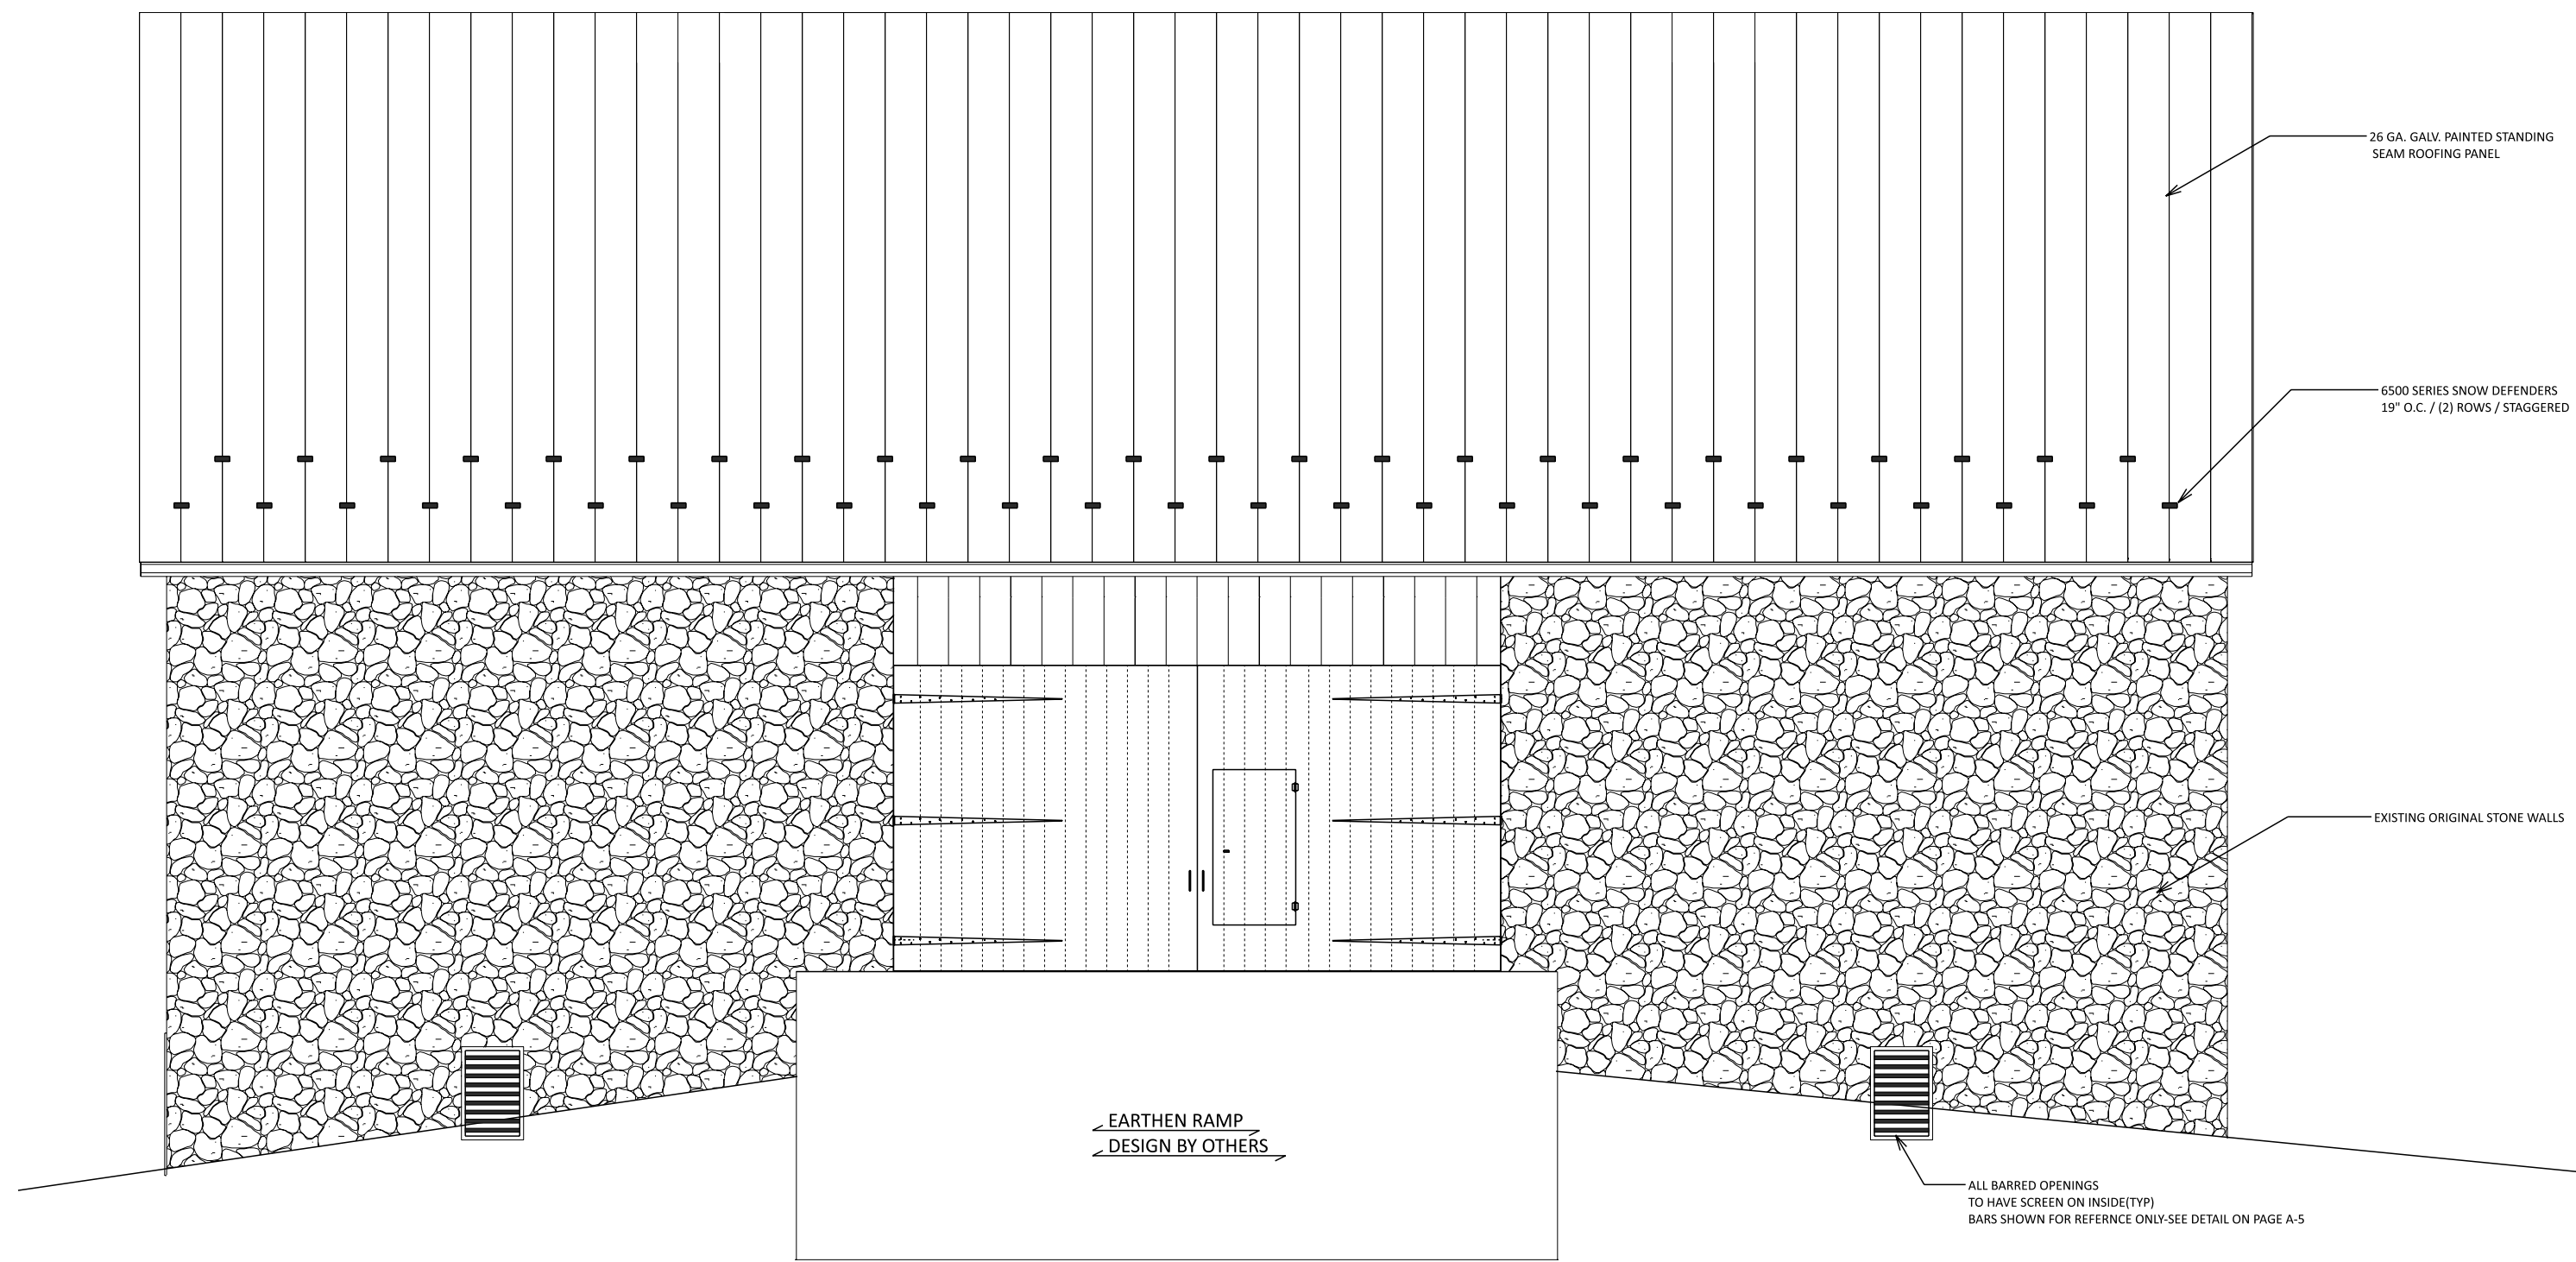 26 GA. GALV. PAINTED STANDING
SEAM ROOFING PANEL
6500 SERIES SNOW DEFENDERS
19" O.C. / (2) ROWS / STAGGERED
EXISTING ORIGINAL STONE WALLS
EARTHEN RAMP
DESIGN BY OTHERS
ALL BARRED OPENINGS
TO HAVE SCREEN ON INSIDE(TYP)
BARS SHOWN FOR REFERNCE ONLY-SEE DETAIL ON PAGE A-5